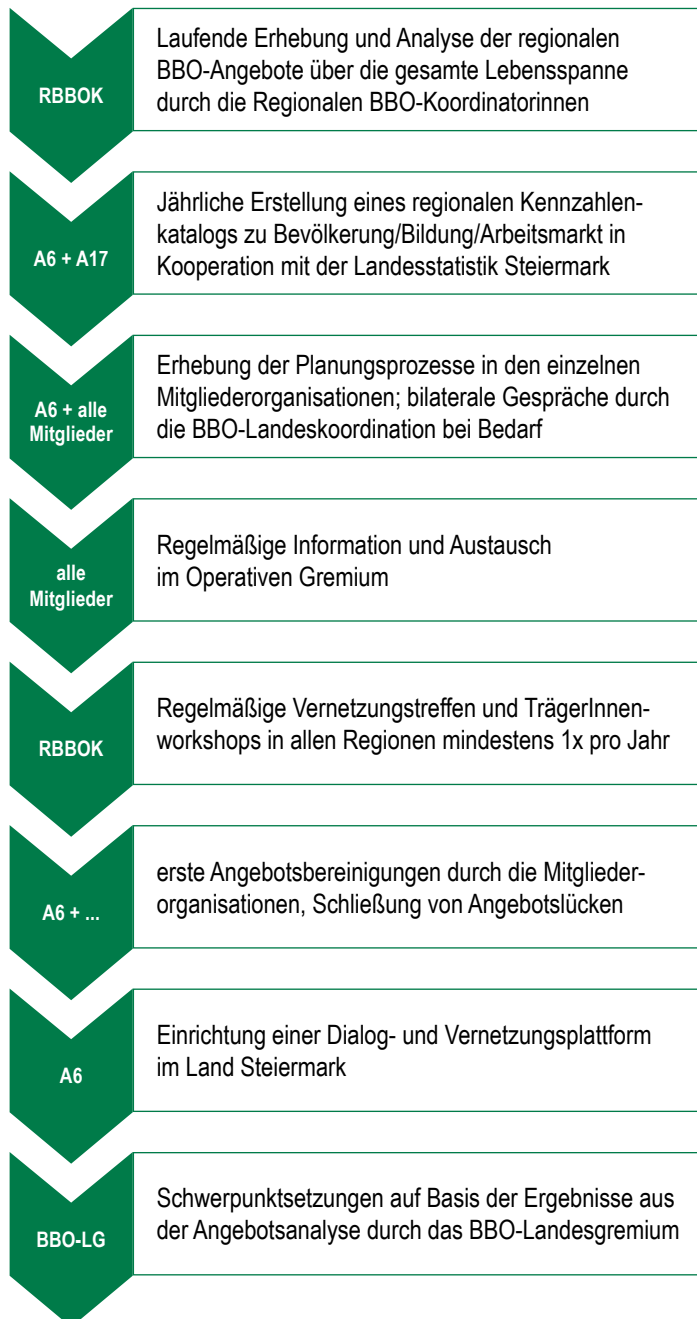 RBBOK
Laufende Erhebung und Analyse der regionalen
BBO-Angebote über die gesamte Lebensspanne
durch die Regionalen BBO-Koordinatorinnen
A6 + A17
Jährliche Erstellung eines regionalen Kennzahlen-
katalogs zu Bevölkerung/Bildung/Arbeitsmarkt in
Kooperation mit der Landesstatistik Steiermark
A6 + alle
Mitglieder
Erhebung der Planungsprozesse in den einzelnen
Mitgliederorganisationen; bilaterale Gespräche durch
die BBO-Landeskoordination bei Bedarf
alle
Mitglieder
Regelmäßige Information und Austausch
im Operativen Gremium
RBBOK
Regelmäßige Vernetzungstreffen und TrägerInnen-
workshops in allen Regionen mindestens 1x pro Jahr
A6 + ...
erste Angebotsbereinigungen durch die Mitglieder-
organisationen, Schließung von Angebotslücken
A6
Einrichtung einer Dialog- und Vernetzungsplattform
im Land Steiermark
BBO-LG
Schwerpunktsetzungen auf Basis der Ergebnisse aus
der Angebotsanalyse durch das BBO-Landesgremium